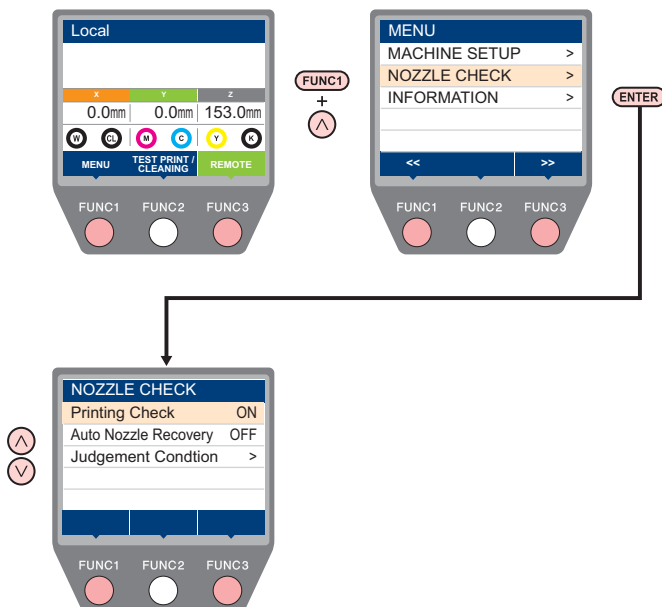 Local
X Y Z
0.0mm 0.0mm 153.0mm
W CL M C Y K
MENU TEST PRINT / CLEANING REMOTE
FUNC1 FUNC2 FUNC3
FUNC1
+
MENU
MACHINE SETUP >
NOZZLE CHECK >
INFORMATION >
<< >>
FUNC1 FUNC2 FUNC3
ENTER
NOZZLE CHECK
Printing Check ON
Auto Nozzle Recovery OFF
Judgement Condtion >
FUNC1 FUNC2 FUNC3